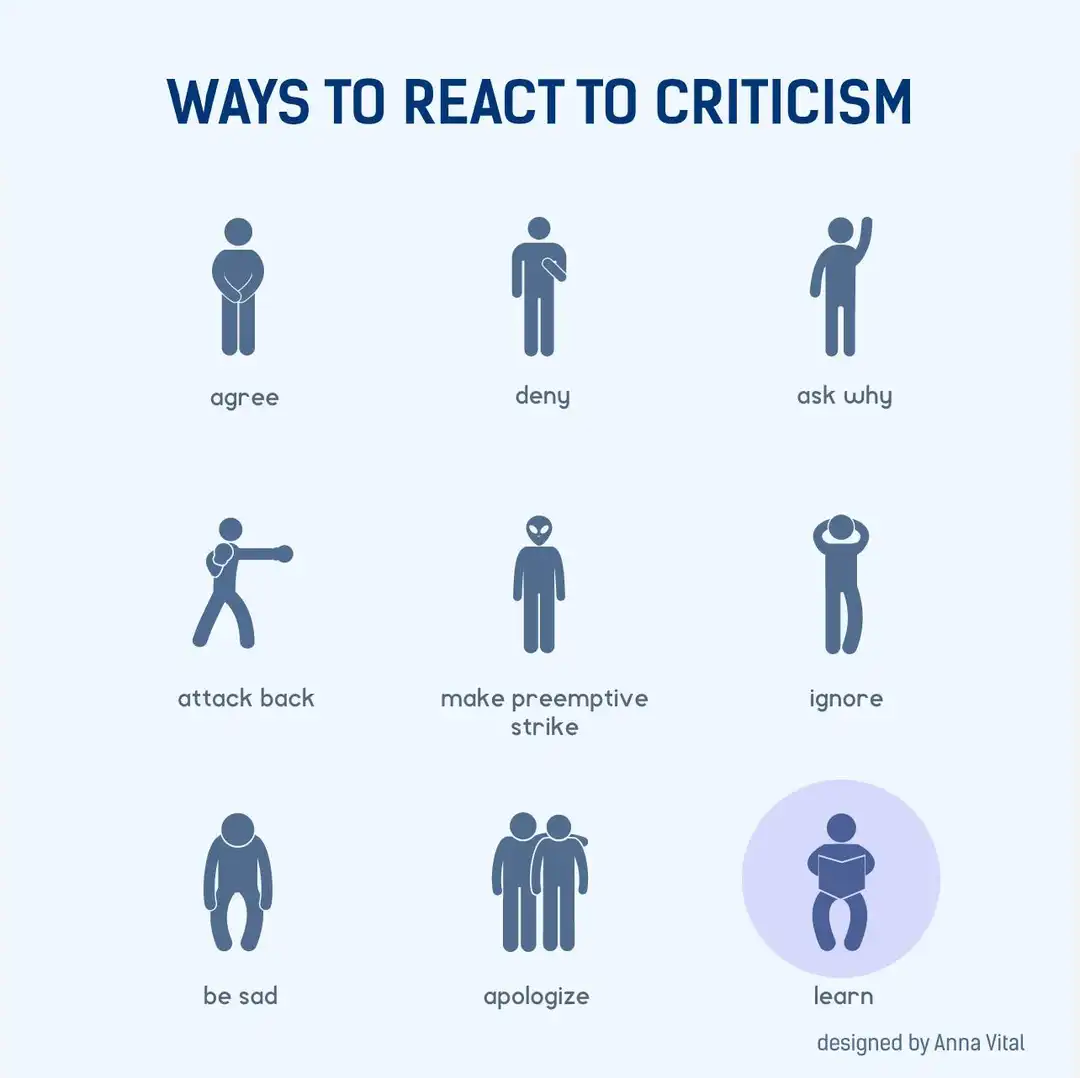 WAYS TO REACT TO CRITICISM
agree
deny
ask why
attack back
make preemptive
strike
ignore
be sad
apologize
learn
designed by Anna Vital